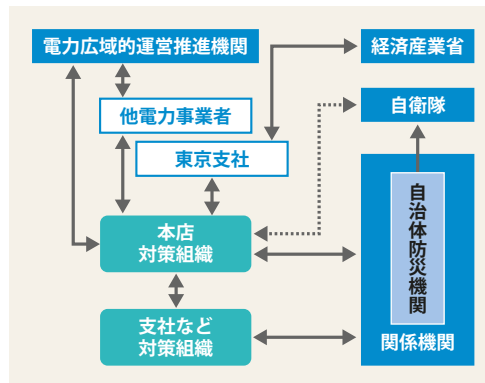 電力広域的運営推進機関
経済産業省
他電力事業者
自衛隊
東京支社
自治体防災機関
本店
対策組織
支社など
対策組織
関係機関